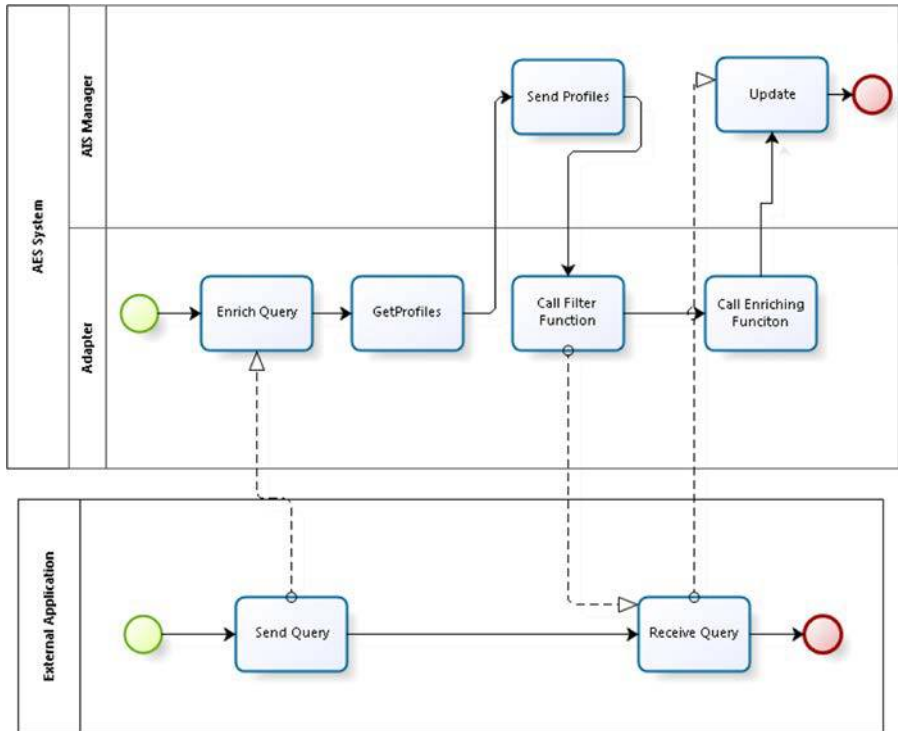 AES System
AIS Manager
Send Profiles
Update
Adapter
Enrich Query
GetProfiles
Call Filter
Function
Call Enriching
Funciton
External Application
Send Query
Receive Query